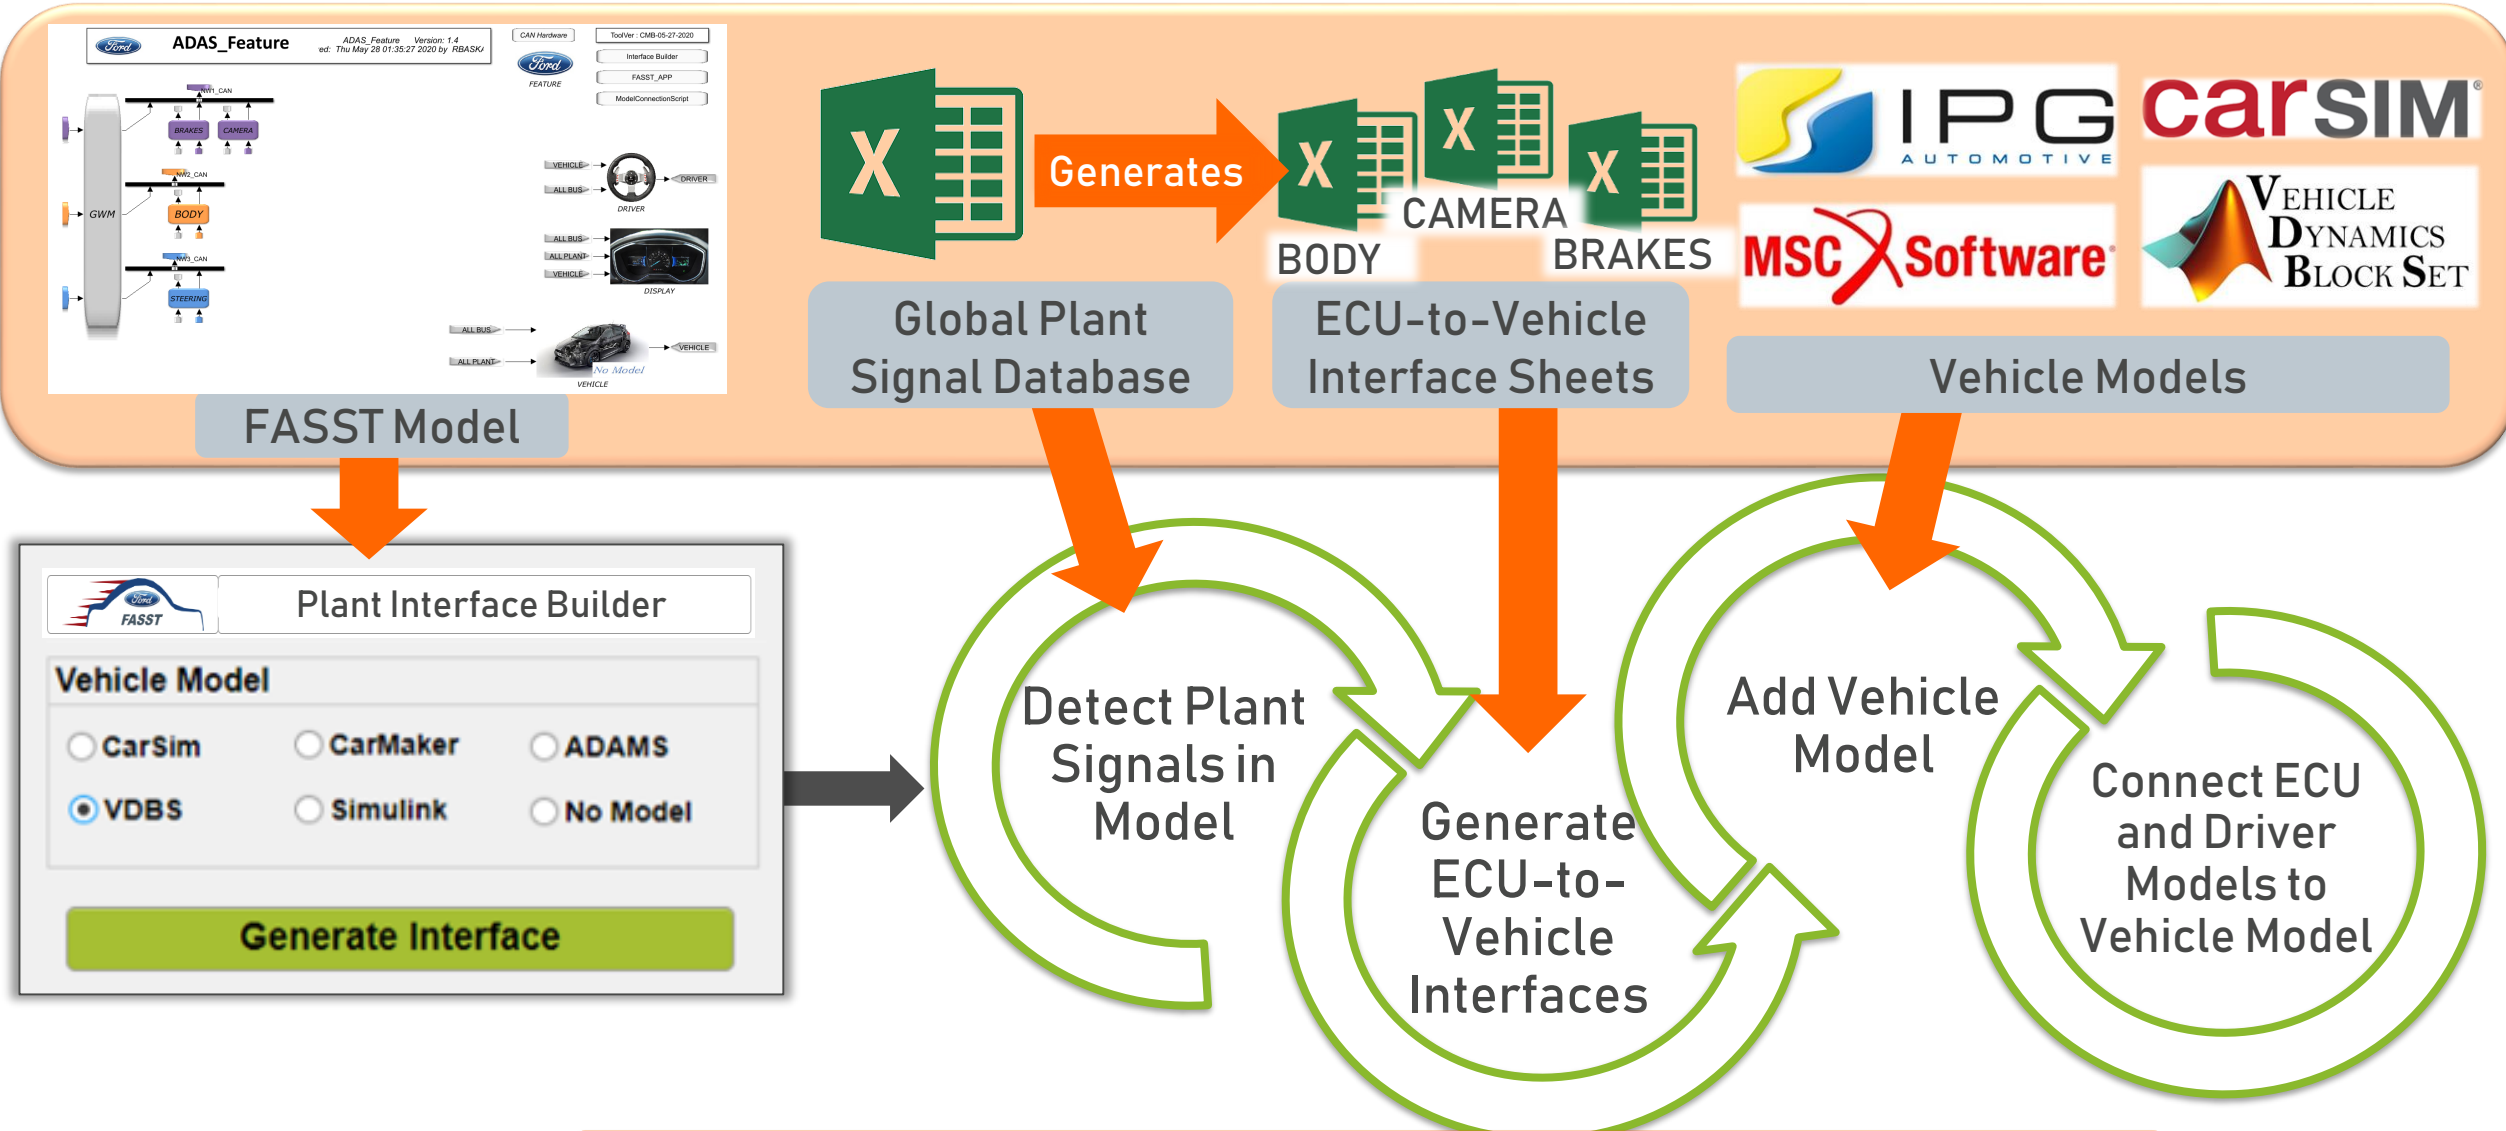 Ford
ADAS_Feature
ADAS_Feature Version: 1.4
ed: Thu May 28 01:35:27 2020 by RBASKA
CAN Hardware
ToolVer : CMB-05-27-2020
Interface Builder
FASST_APP
ModelConnectionScript
Ford
FEATURE
NW1_CAN
BRAKES
CAMERA
NW2_CAN
BODY
GWM
NW3_CAN
STEERING
VEHICLE
ALL BUS
DRIVER
DRIVER
ALL BUS
ALL PLANT
VEHICLE
DISPLAY
ALL BUS
ALL PLANT
VEHICLE
No Model
VEHICLE
FASST Model
X
Generates
X
X
X
BODY
CAMERA
BRAKES
Global Plant
Signal Database
ECU-to-Vehicle
Interface Sheets
IPG
AUTOMOTIVE
carSIM®
MSC Software®
VEHICLE
DYNAMICS
BLOCK SET
Vehicle Models
Ford
FASST
Plant Interface Builder
Vehicle Model
CarSim
CarMaker
ADAMS
VDBS
Simulink
No Model
Generate Interface
Detect Plant
Signals in
Model
Generate
ECU-to-
Vehicle
Interfaces
Add Vehicle
Model
Connect ECU
and Driver
Models to
Vehicle Model